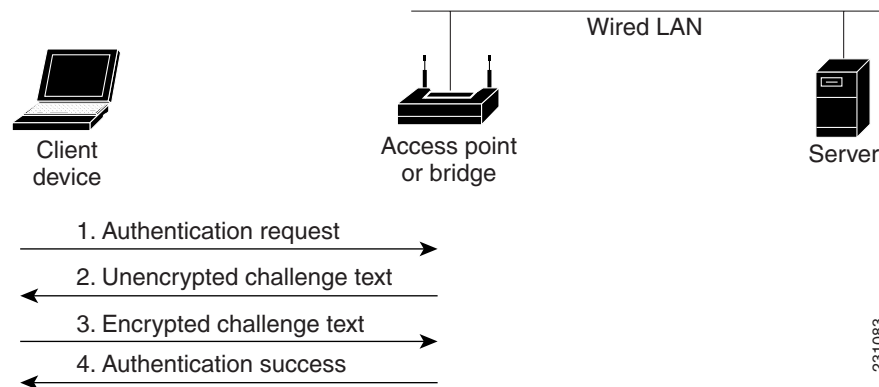 Wired LAN
Client
device
Access point
or bridge
Server
1. Authentication request
2. Unencrypted challenge text
3. Encrypted challenge text
4. Authentication success
231083